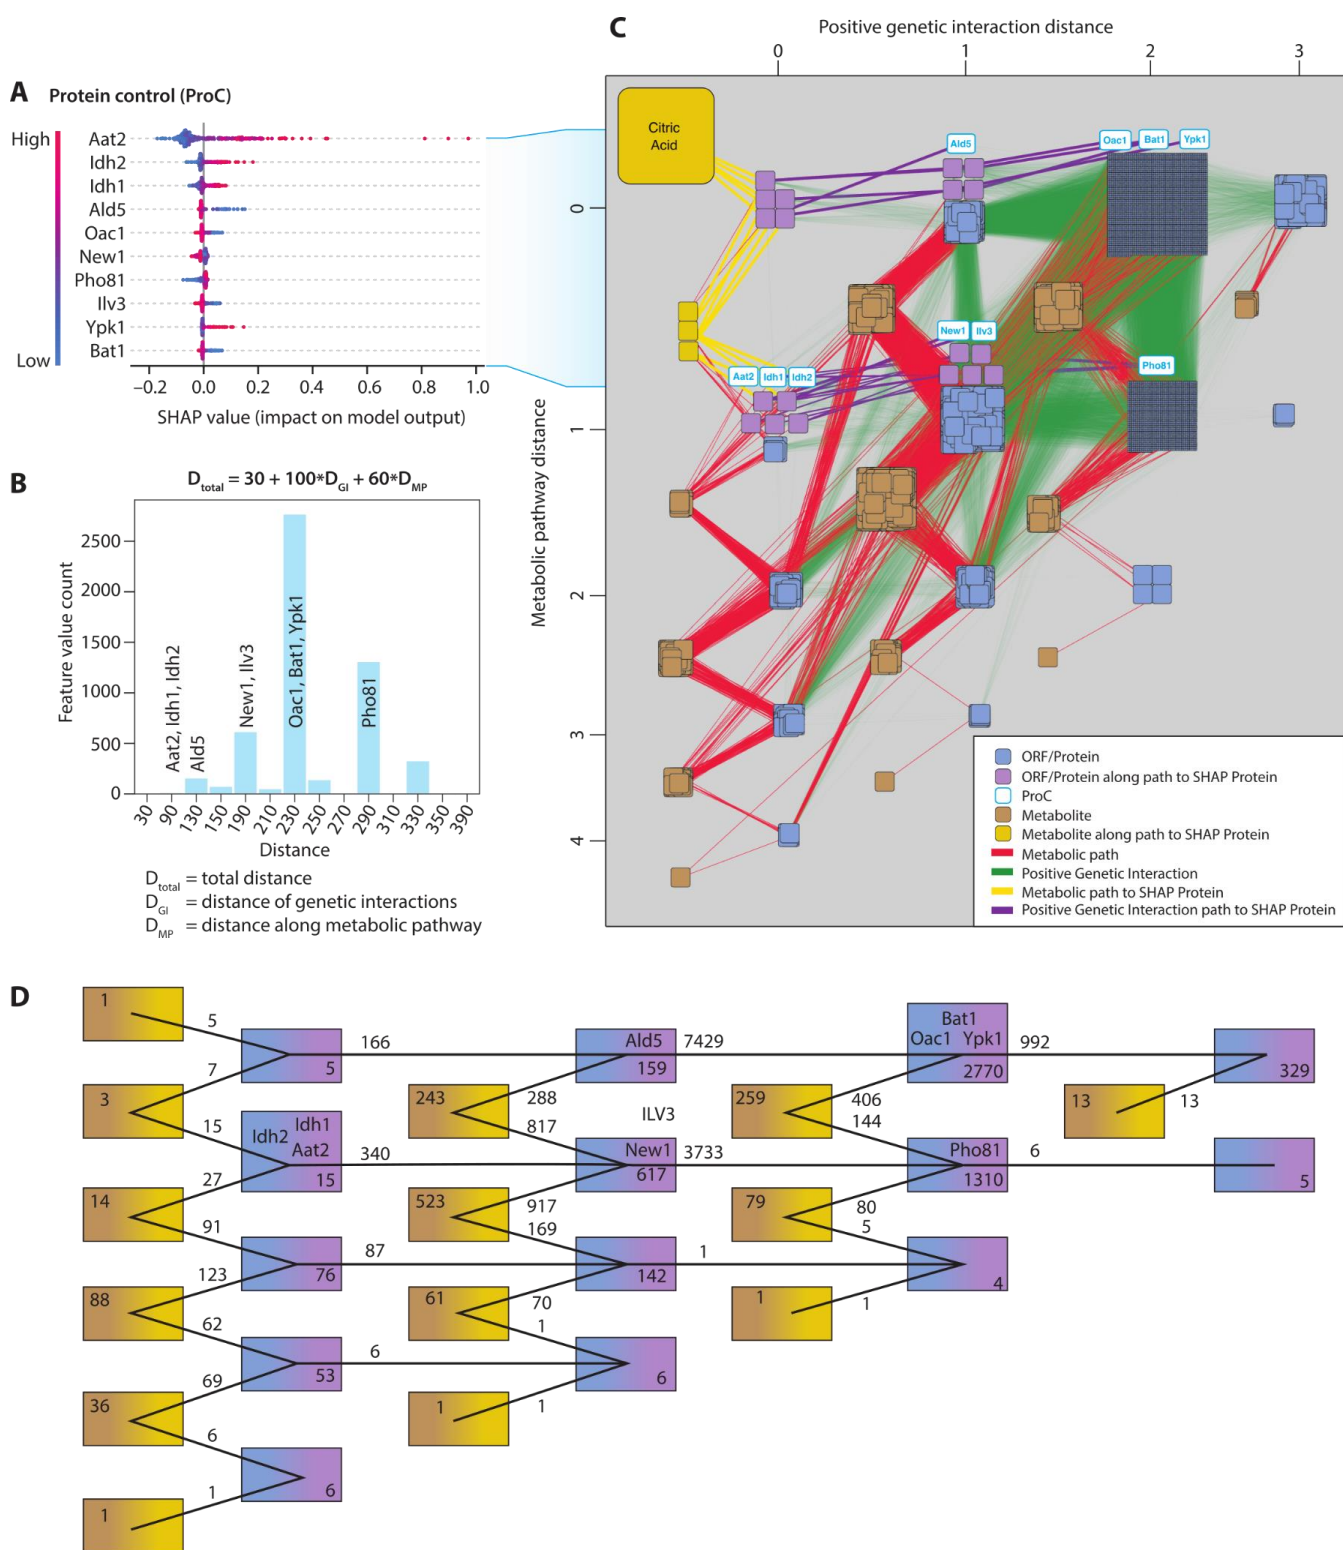 A Protein control (ProC)
High
Low
Aat2
Idh2
Idh1
Ald5
Oac1
New1
Pho81
Ilv3
Ypk1
Bat1
−0.2 0.0 0.2 0.4 0.6 0.8 1.0
SHAP value (impact on model output)
B
D_total = 30 + 100*D_GI + 60*D_MP
Feature value count
2500
2000
1500
1000
500
0
Aat2, Idh1, Idh2
Ald5
New1, Ilv3
Oac1, Bat1, Ypk1
Pho81
30 90 130 150 190 210 230 250 270 290 310 330 350 390
Distance
D_total = total distance
D_GI = distance of genetic interactions
D_MP = distance along metabolic pathway
C
Positive genetic interaction distance
0 1 2 3
Metabolic pathway distance
0
1
2
3
4
Citric
Acid
Ald5
Oac1 Bat1 Ypk1
New1 Ilv3
Aat2 Idh1 Idh2
Pho81
ORF/Protein
ORF/Protein along path to SHAP Protein
ProC
Metabolite
Metabolite along path to SHAP Protein
Metabolic path
Positive Genetic Interaction
Metabolic path to SHAP Protein
Positive Genetic Interaction path to SHAP Protein
D
1
5
5
166
Ald5
159
7429
Bat1
Oac1 Ypk1
2770
992
329
7
3
243
288
259
406
13
13
15
817
ILV3
144
Idh2 Idh1
Aat2
15
340
New1
617
3733
Pho81
1310
6
5
27
14
523
917
79
80
91
169
5
76
87
142
1
4
123
88
61
70
1
1
62
1
53
6
6
69
36
1
1
6
6
1
1